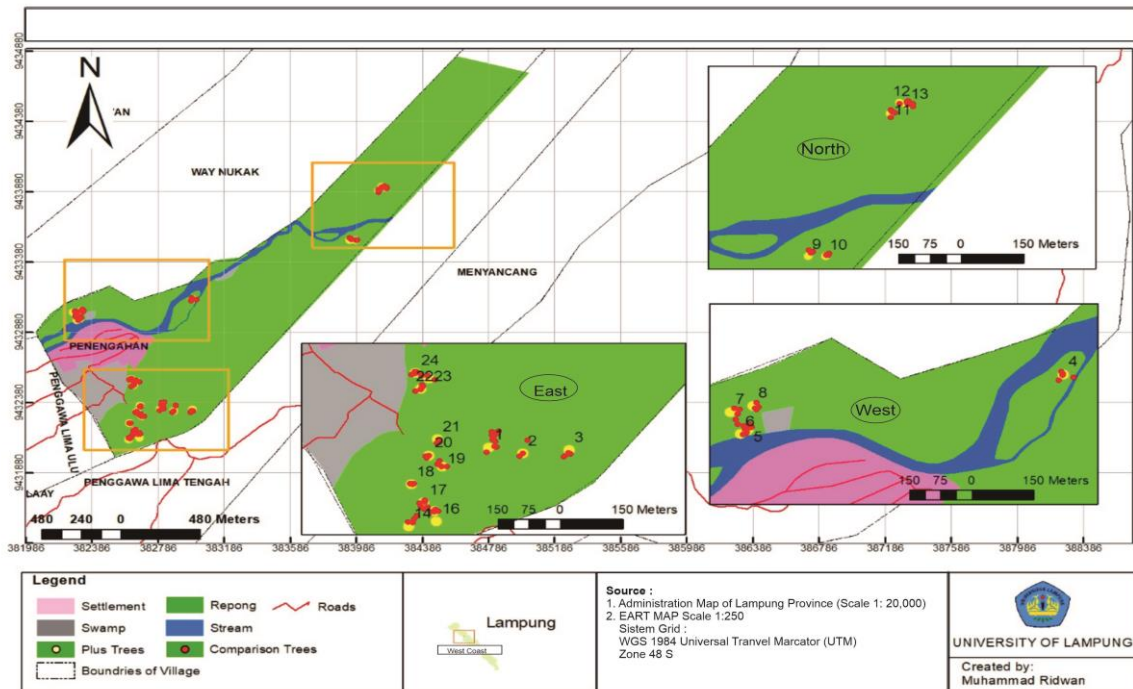 N
'AN
WAY NUKAK
MENYANCANG
PENENGAHAN
PENGGAWA LIMA ULU
PENGGAWA LIMA TENGAH
LAAY
480 240 0 480 Meters
9434880
9434380
9433880
9433380
9432880
9432380
9431880
381986 382386 382786 383186 383586 383986 384386 384786 385186 385586 385986 386386 386786 387186 387586 387986 388386
12 13
11
North
9 10
150 75 0 150 Meters
24
22 23
East
21
1
20
2
3
19
18
17
14
16
150 75 0 150 Meters
4
7
8
West
6
5
150 75 0 150 Meters
Legend
Settlement
Repong
Roads
Swamp
Stream
Plus Trees
Comparison Trees
Boundries of Village
Lampung
West Coast
Source :
1. Administration Map of Lampung Province (Scale 1: 20,000)
2. EART MAP Scale 1:250
Sistem Grid :
WGS 1984 Universal Tranvel Marcator (UTM)
Zone 48 S
UNIVERSITY OF LAMPUNG
Created by:
Muhammad Ridwan